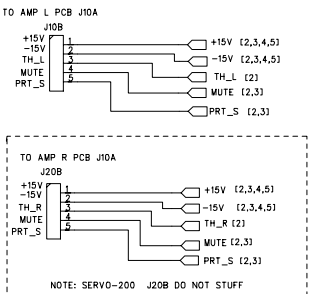 TO AMP L PCB J10A
J10B
+15V 1 +15V [2,3,4,5]
-15V 2 -15V [2,3,4,5]
TH_L 3 TH_L [2]
MUTE 4 MUTE [2,3]
PRT_S 5 PRT_S [2,3]
TO AMP R PCB J10A
J20B
+15V 1 +15V [2,3,4,5]
-15V 2 -15V [2,3,4,5]
TH_R 3 TH_R [2]
MUTE 4 MUTE [2,3]
PRT_S 5 PRT_S [2,3]
NOTE: SERVO-200 J20B DO NOT STUFF